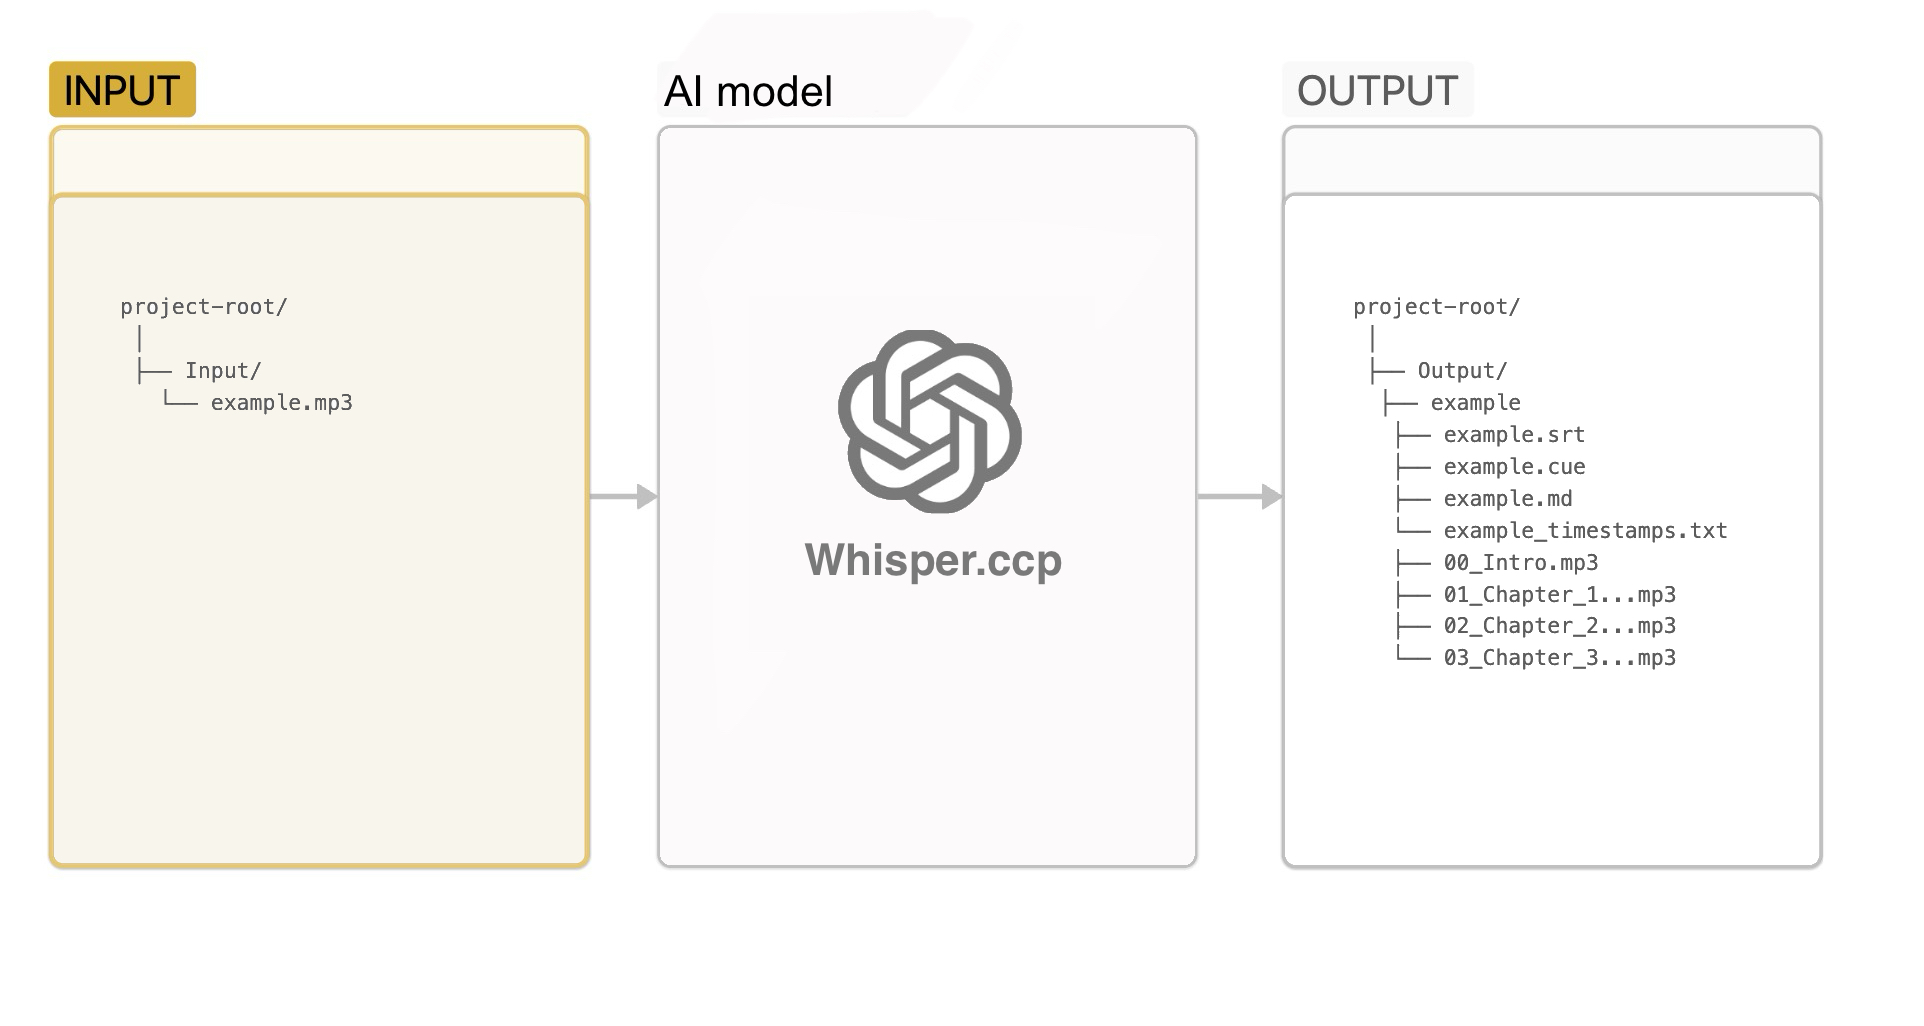 INPUT
project-root/
│
├── Input/
└── example.mp3
AI model
Whisper.ccp
OUTPUT
project-root/
│
├── Output/
├── example
├── example.srt
├── example.cue
├── example.md
└── example_timestamps.txt
├── 00_Intro.mp3
├── 01_Chapter_1...mp3
├── 02_Chapter_2...mp3
└── 03_Chapter_3...mp3